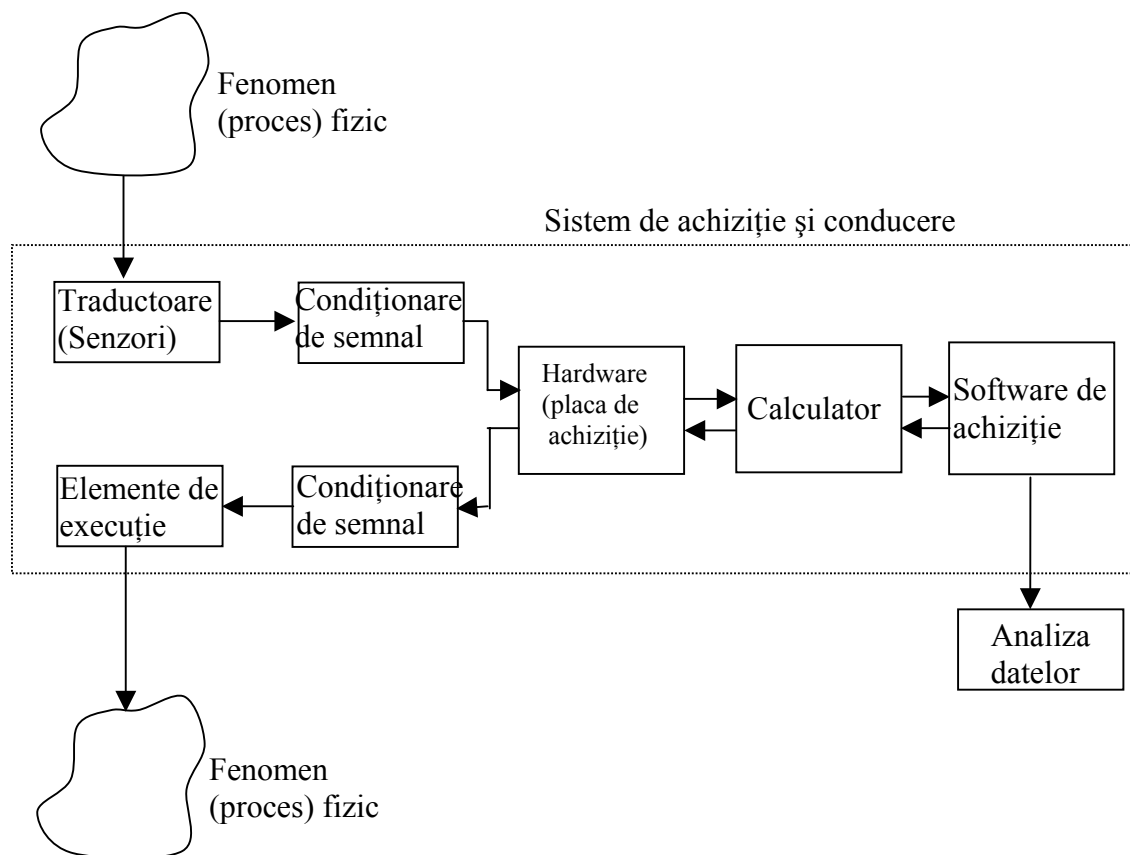 Fenomen
(proces) fizic
Sistem de achiziție şi conducere
Traductoare
(Senzori)
Condiționare
de semnal
Hardware
(placa de
achiziție)
Calculator
Software de
achiziție
Elemente de
execuție
Condiționare
de semnal
Analiza
datelor
Fenomen
(proces) fizic